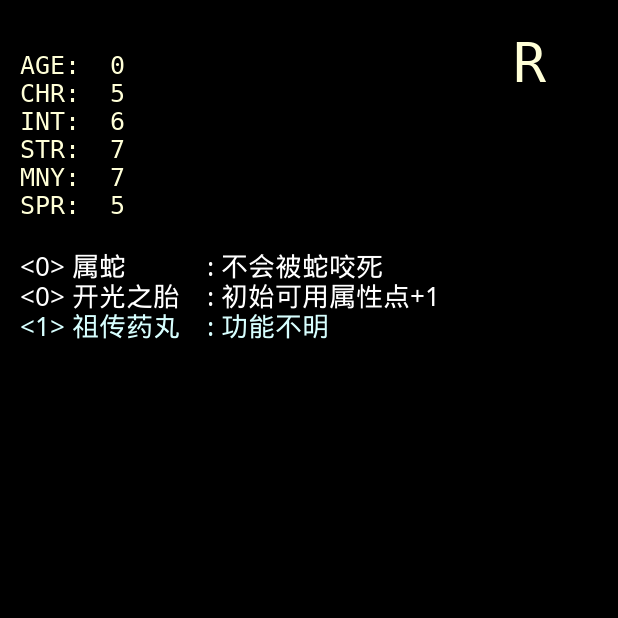 R
AGE: 0
CHR: 5
INT: 6
STR: 7
MNY: 7
SPR: 5
<0> 属蛇 : 不会被蛇咬死
<0> 开光之胎 : 初始可用属性点+1
<1> 祖传药丸 : 功能不明